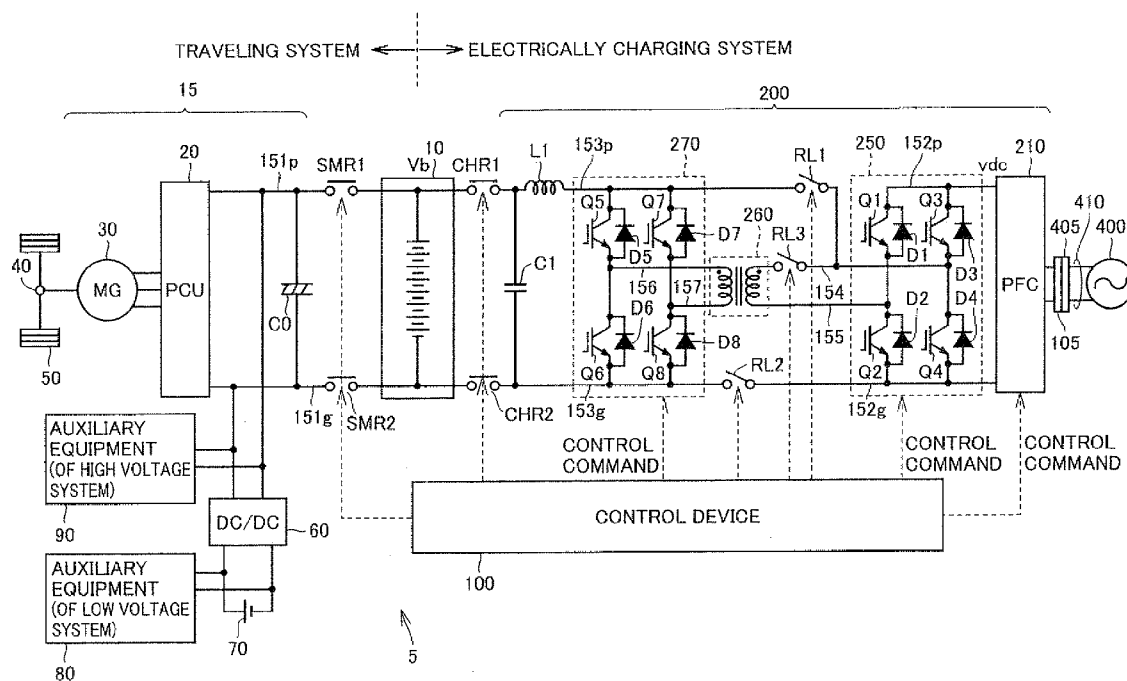 TRAVELING SYSTEM
ELECTRICALLY CHARGING SYSTEM
15
200
20
151p
SMR1
10
Vb
CHR1
L1
153p
270
RL1
250
152p
vdc
210
30
Q5
Q7
260
Q1
Q3
410
405
400
40
D5
D7
RL3
D1
D3
MG
PCU
C0
C1
156
157
154
PFC
D6
D2
D4
155
D8
RL2
105
50
Q6
Q8
Q2
Q4
151g
SMR2
CHR2
153g
152g
AUXILIARY
EQUIPMENT
(OF HIGH VOLTAGE
SYSTEM)
CONTROL
COMMAND
CONTROL
COMMAND
CONTROL
COMMAND
90
DC/DC
60
CONTROL DEVICE
AUXILIARY
EQUIPMENT
(OF LOW VOLTAGE
SYSTEM)
100
70
80
5